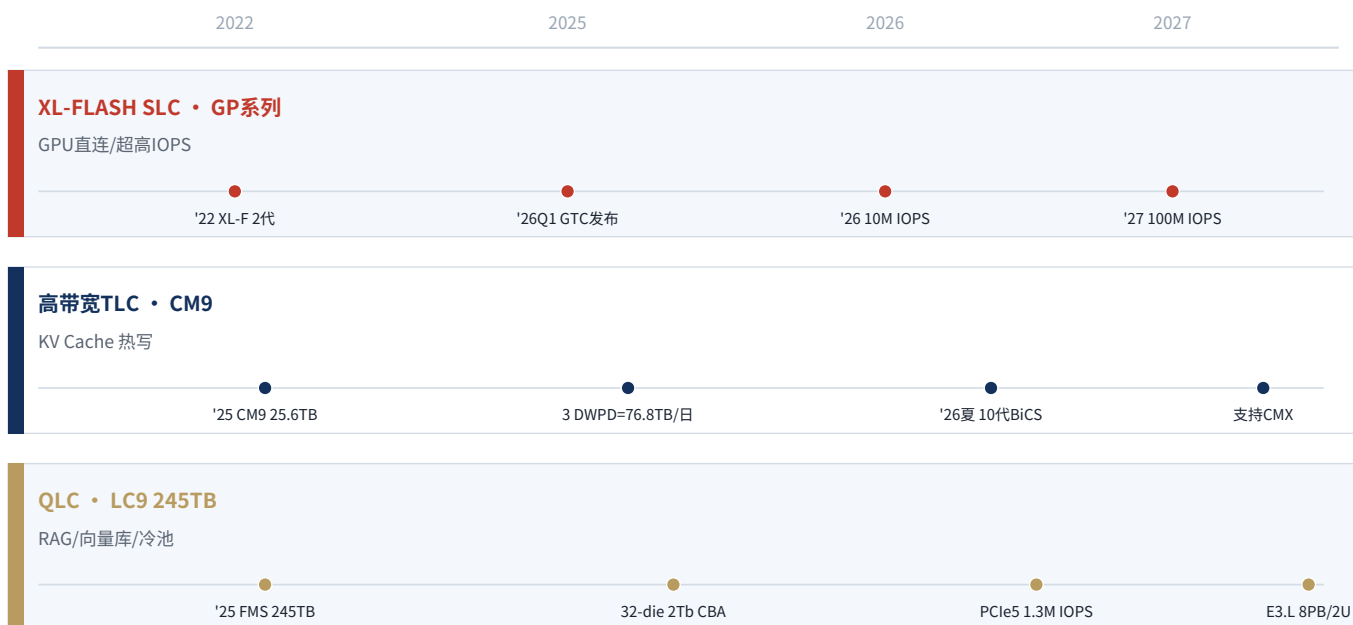 2022 2025 2026 2027
XL-FLASH SLC · GP系列
GPU直连/超高IOPS
'22 XL-F 2代 '26Q1 GTC发布 '26 10M IOPS '27 100M IOPS
高带宽TLC · CM9
KV Cache 热写
'25 CM9 25.6TB 3 DWPD=76.8TB/日 '26夏 10代BiCS 支持CMX
QLC · LC9 245TB
RAG/向量库/冷池
'25 FMS 245TB 32-die 2Tb CBA PCIe5 1.3M IOPS E3.L 8PB/2U